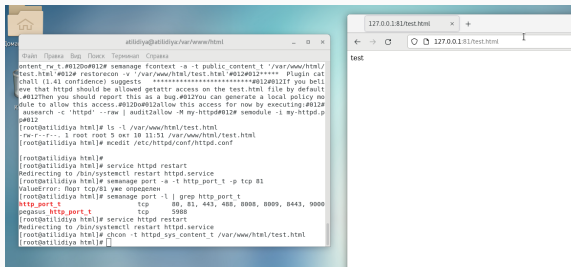 atilidiya@atilidiya:/var/www/html
Файл Правка Вид Поиск Терминал Справка
ontent_rw_t.#012Do#012# semanage fcontext -a -t public_content_t '/var/www/html/
test.html'#012# restorecon -v '/var/www/html/test.html'#012#012***** Plugin cat
chall (1.41 confidence) suggests **************************#012#012If you beli
eve that httpd should be allowed getattr access on the test.html file by default
.#012Then you should report this as a bug.#012You can generate a local policy mo
dule to allow this access.#012Do#012allow this access for now by executing:#012#
ausearch -c 'httpd' --raw | audit2allow -M my-httpd#012# semodule -i my-httpd.p
p#012
[root@atilidiya html]# ls -l /var/www/html/test.html
-rw-r--r--. 1 root root 5 окт 10 11:51 /var/www/html/test.html
[root@atilidiya html]# mcedit /etc/httpd/conf/httpd.conf
[root@atilidiya html]#
[root@atilidiya html]# service httpd restart
Redirecting to /bin/systemctl restart httpd.service
[root@atilidiya html]# semanage port -a -t http_port_t -p tcp 81
ValueError: Порт tcp/81 уже определен
[root@atilidiya html]# semanage port -l | grep http_port_t
http_port_t tcp 80, 81, 443, 488, 8008, 8009, 8443, 9000
pegasus_http_port_t tcp 5988
[root@atilidiya html]# service httpd restart
Redirecting to /bin/systemctl restart httpd.service
[root@atilidiya html]# chcon -t httpd_sys_content_t /var/www/html/test.html
[root@atilidiya html]#
127.0.0.1:81/test.html
127.0.0.1:81/test.html
test